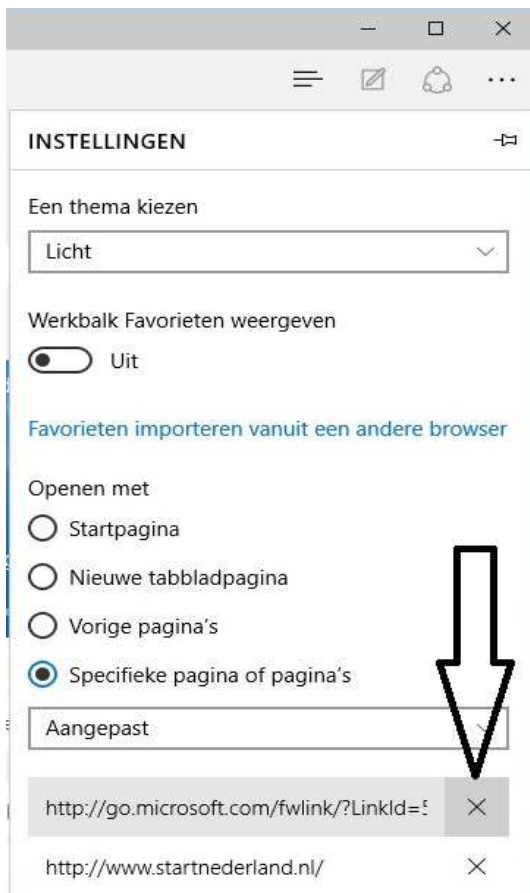 INSTELLINGEN
Een thema kiezen
Licht
Werkbalk Favorieten weergeven
Uit
Favorieten importeren vanuit een andere browser
Openen met
Startpagina
Nieuwe tabbladpagina
Vorige pagina's
Specifieke pagina of pagina's
Aangepast
http://go.microsoft.com/fwlink/?LinkId=
http://www.startnederland.nl/